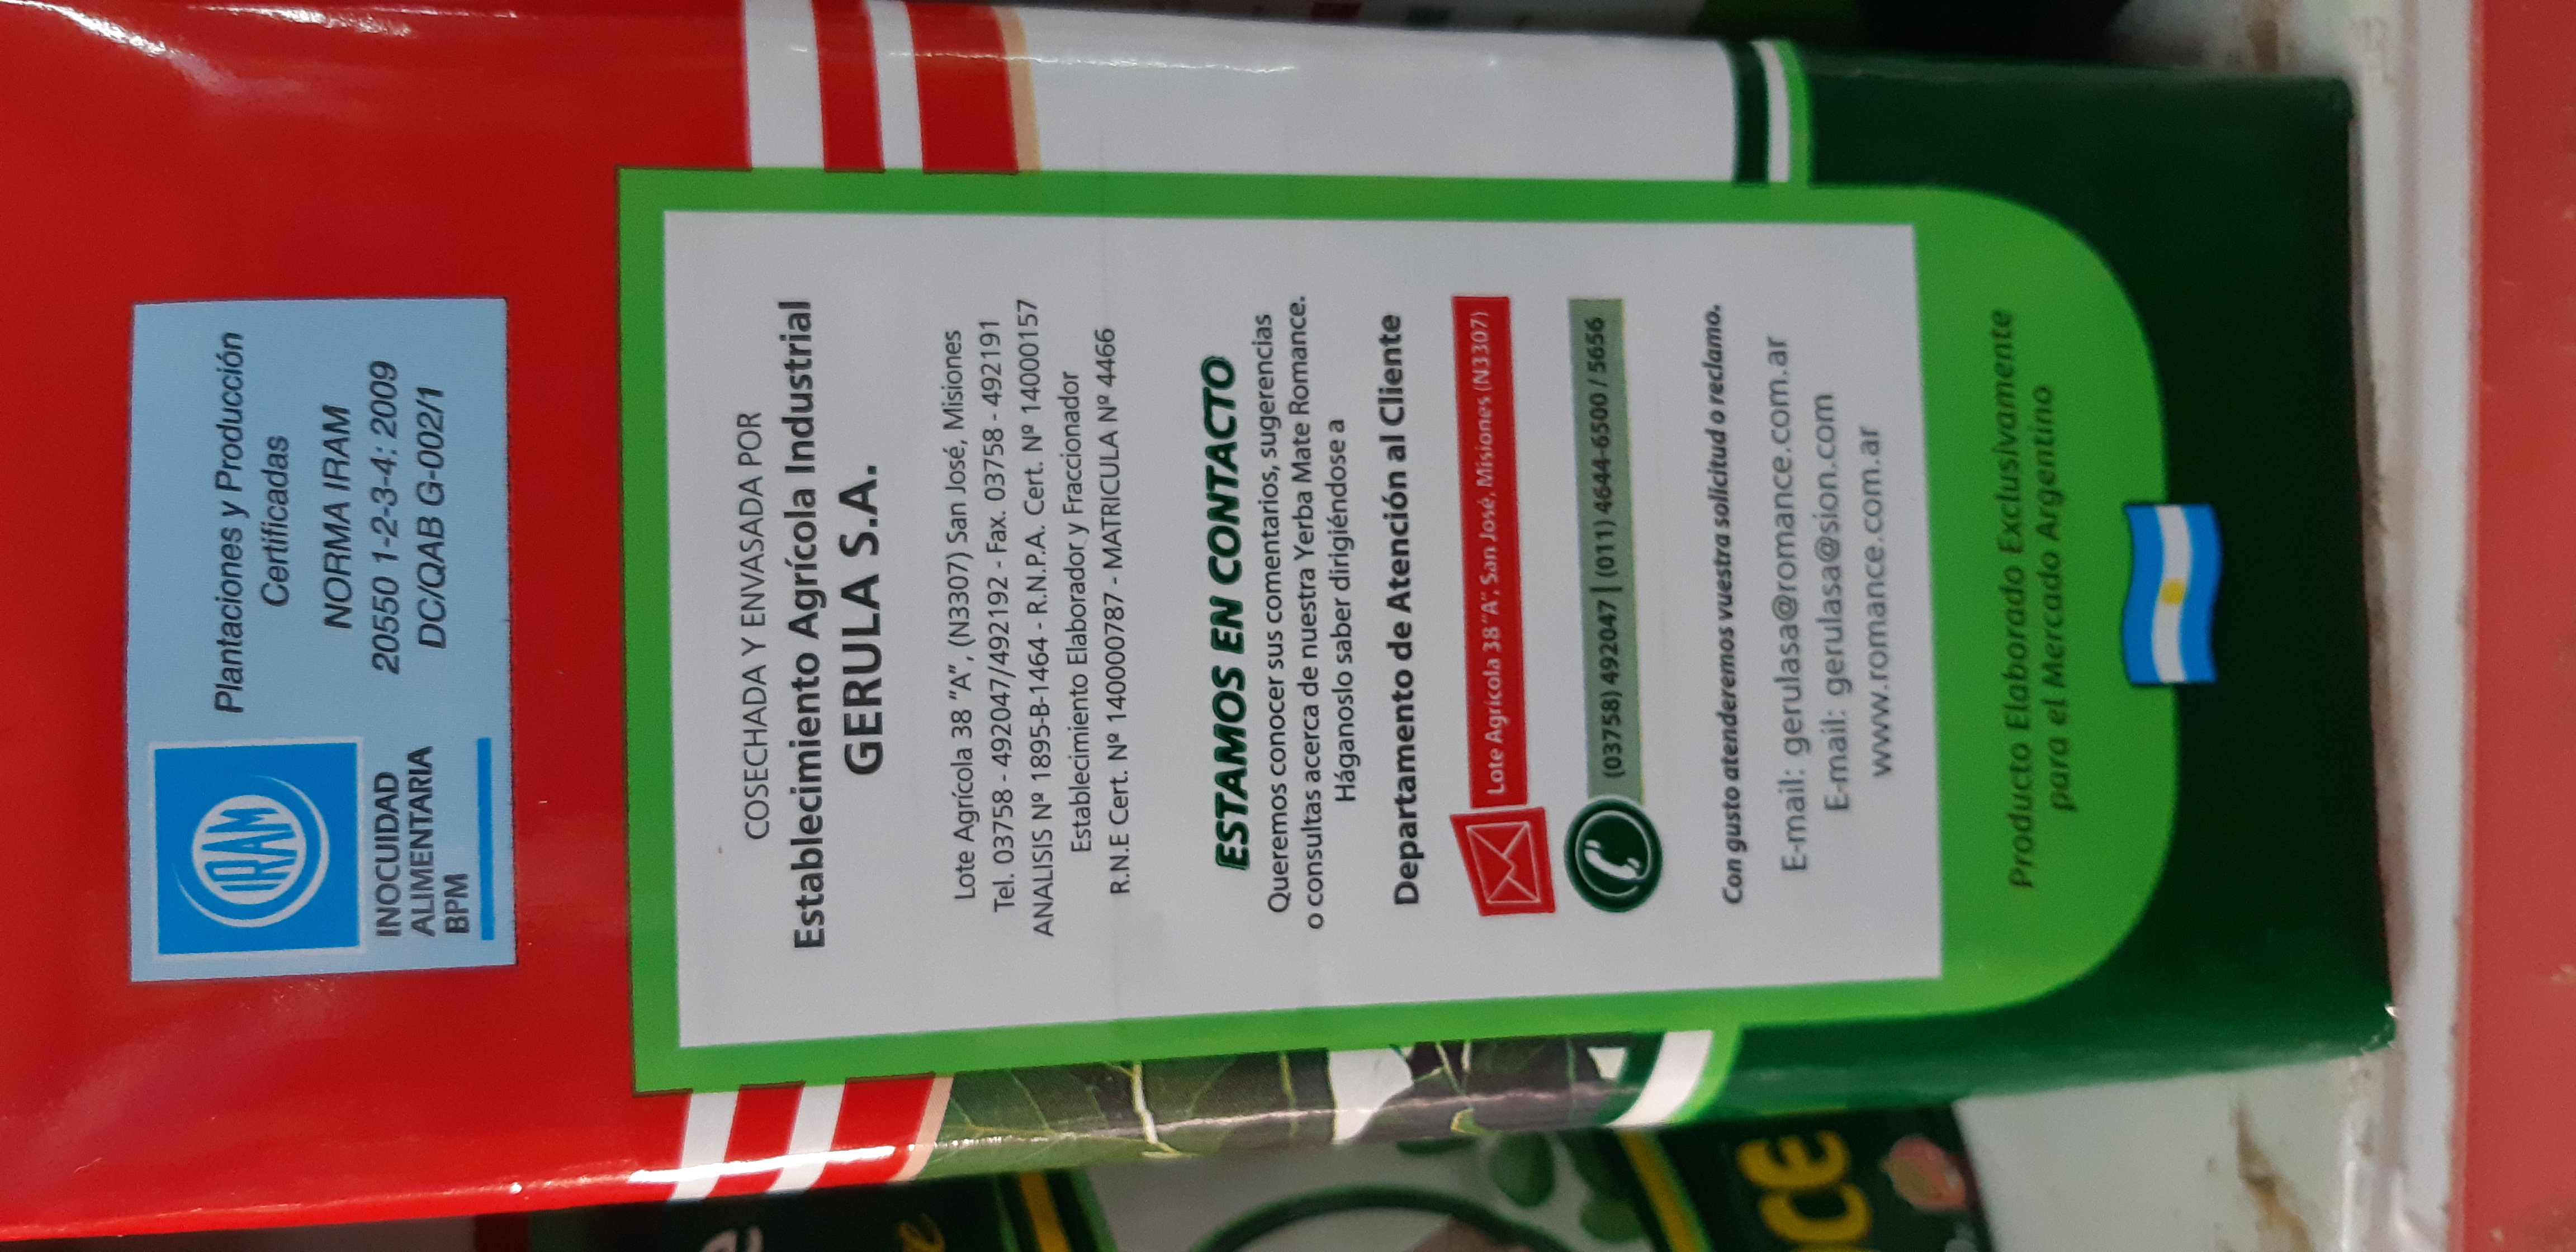 IRAM
INOCUIDAD
ALIMENTARIA
BPM
Plantaciones y Producción
Certificadas
NORMA IRAM
20550 1-2-3-4: 2009
DC/QAB G-002/1
COSECHADA Y ENVASADA POR
Establecimiento Agrícola Industrial
GERULA S.A.
Lote Agrícola 38 "A", (N3307) San José, Misiones
Tel. 03758 - 492047/492192 - Fax. 03758 - 492191
ANALISIS Nº 1895-B-1464 - R.N.P.A. Cert. Nº 14000157
Establecimiento Elaborador y Fraccionador
R.N.E Cert. Nº 140000787 - MATRICULA Nº 4466
ESTAMOS EN CONTACTO
Queremos conocer sus comentarios, sugerencias
o consultas acerca de nuestra Yerba Mate Romance.
Háganoslo saber dirigiéndose a
Departamento de Atención al Cliente
Lote Agrícola 38 "A", San José, Misiones (N3307)
(03758) 492047 | (011) 4644-6500 / 5656
Con gusto atenderemos vuestra solicitud o reclamo.
E-mail: gerulasa@romance.com.ar
E-mail: gerulasa@sion.com
www.romance.com.ar
Producto Elaborado Exclusivamente
para el Mercado Argentino